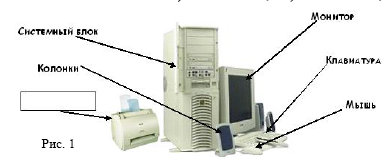 Монитор
Системный блок
Клавиатура
Колонки
Мышь
Рис. 1